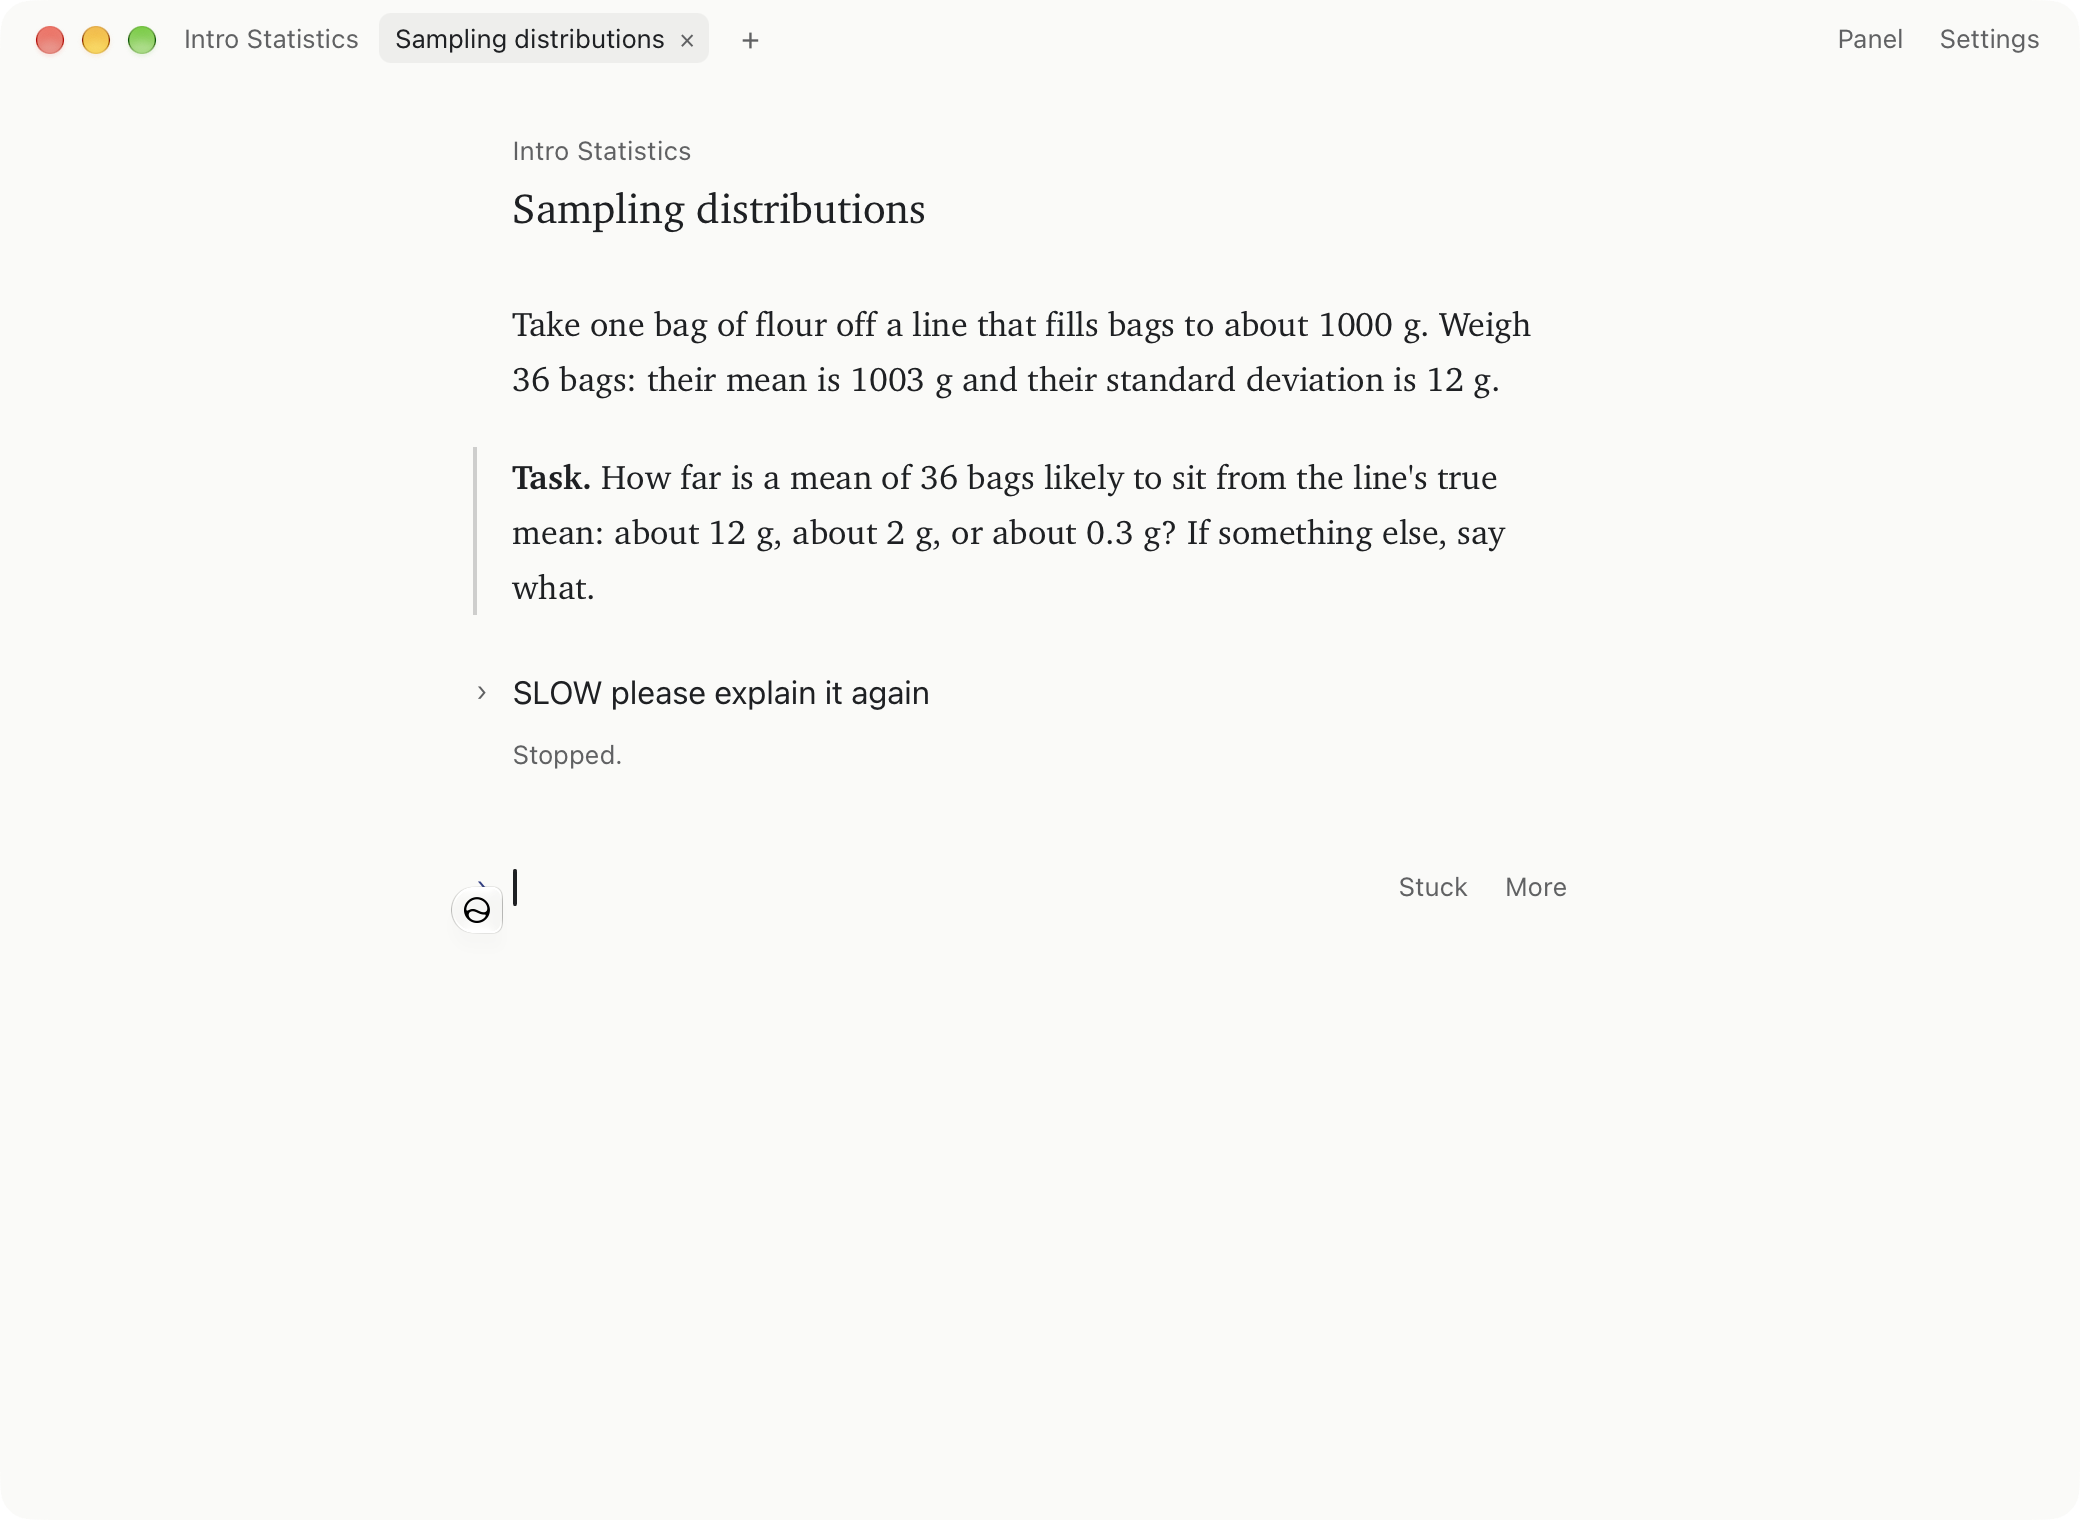 Intro Statistics
Sampling distributions ×
+
Panel
Settings
Intro Statistics
Sampling distributions
Take one bag of flour off a line that fills bags to about 1000 g. Weigh
36 bags: their mean is 1003 g and their standard deviation is 12 g.
Task. How far is a mean of 36 bags likely to sit from the line's true
mean: about 12 g, about 2 g, or about 0.3 g? If something else, say
what.
› SLOW please explain it again
Stopped.
›
Stuck
More